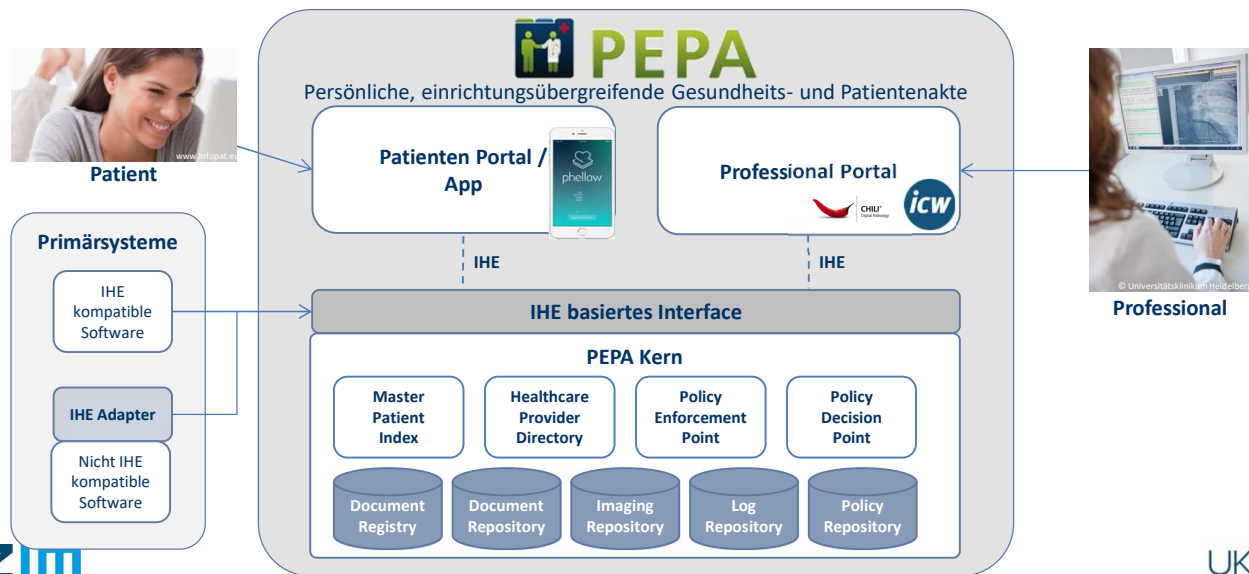 PEPA
Persönliche, einrichtungsübergreifende Gesundheits- und Patientenakte
www.infopat.eu
Patient
Patienten Portal /
App
phellow
Professional Portal
CHILI
Digital Radiology
icw
© Universitätsklinikum Heidelberg
Professional
Primärsysteme
IHE
kompatible
Software
IHE Adapter
Nicht IHE
kompatible
Software
IHE
IHE
IHE basiertes Interface
PEPA Kern
Master
Patient
Index
Healthcare
Provider
Directory
Policy
Enforcement
Point
Policy
Decision
Point
Document
Registry
Document
Repository
Imaging
Repository
Log
Repository
Policy
Repository
UK